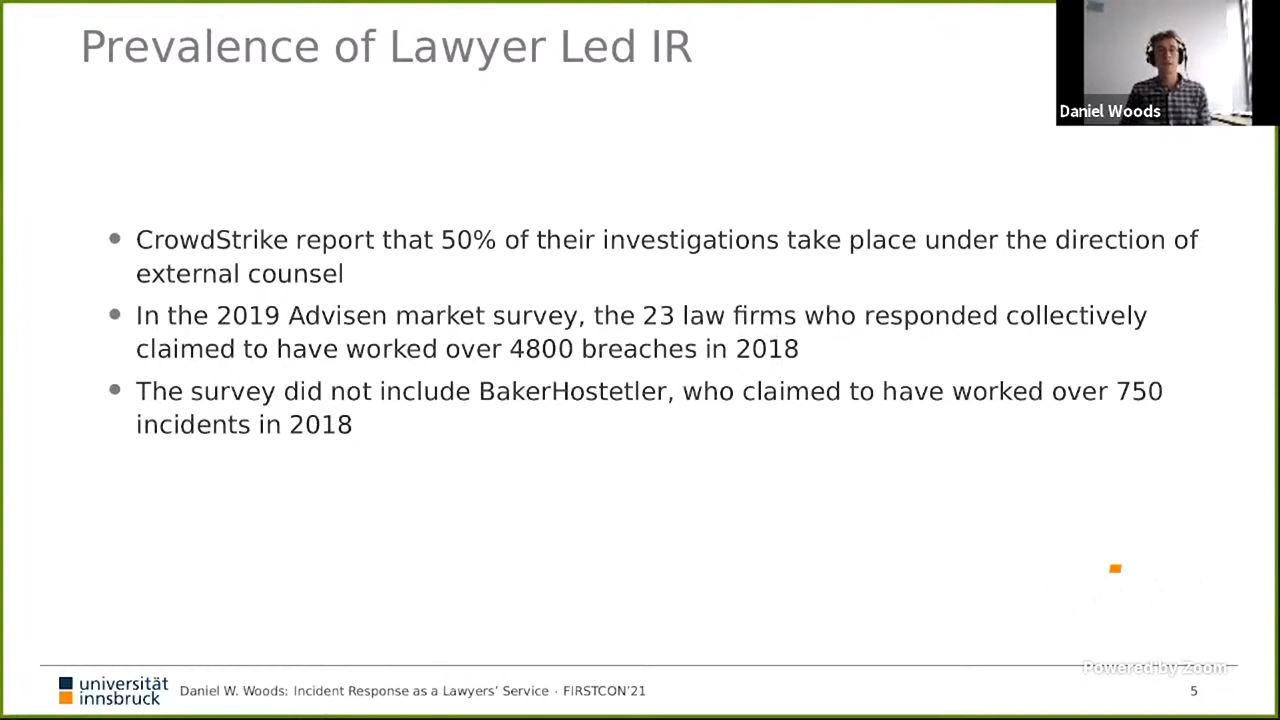 Prevalence of Lawyer Led IR
Daniel Woods
CrowdStrike report that 50% of their investigations take place under the direction of
external counsel
In the 2019 Advisen market survey, the 23 law firms who responded collectively
claimed to have worked over 4800 breaches in 2018
The survey did not include BakerHostetler, who claimed to have worked over 750
incidents in 2018
Powered by Zoom
universität
innsbruck
Daniel W. Woods: Incident Response as a Lawyers’ Service · FIRSTCON’21
5